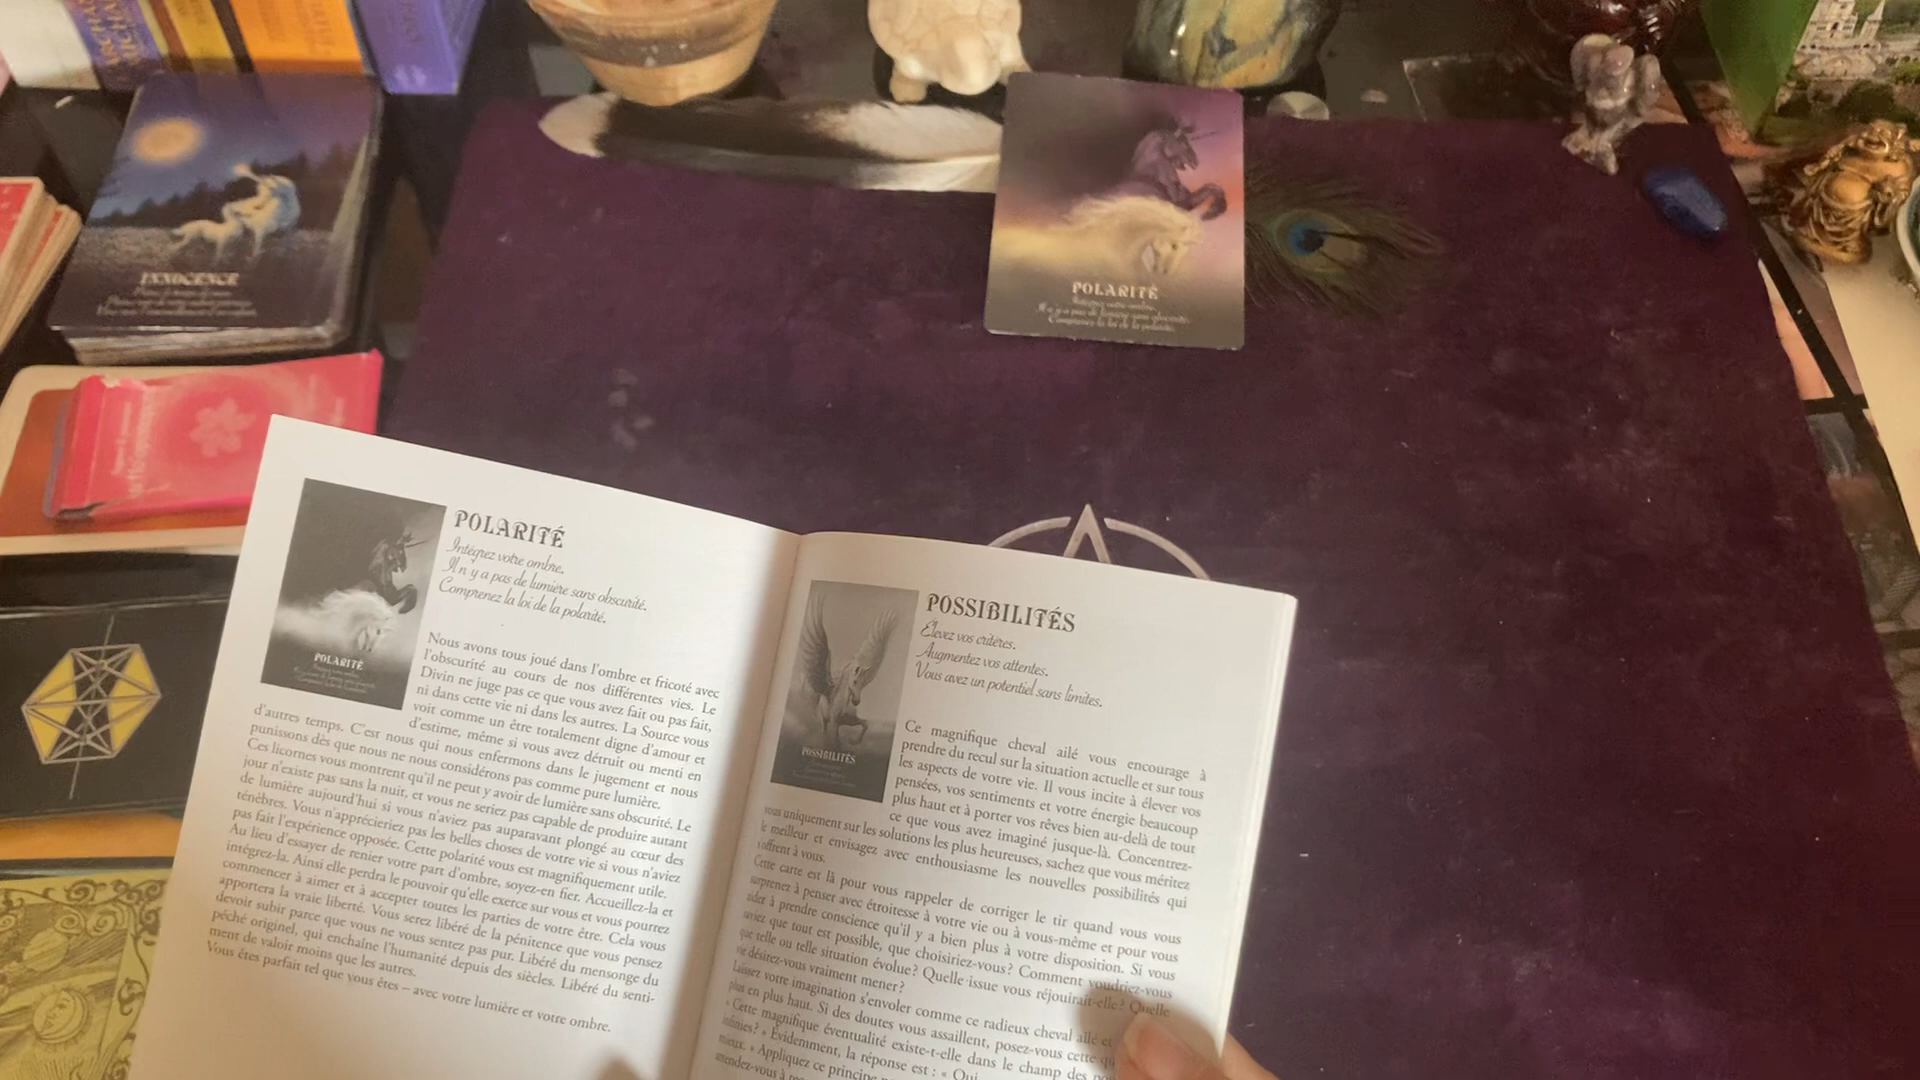 INNOCENCE
POLARITÉ
Intégrez votre ombre.
Il n'y a pas de lumière sans obscurité.
Comprenez la loi de la polarité.
POLARITÉ
Intégrez votre ombre.
Il n'y a pas de lumière sans obscurité.
Comprenez la loi de la polarité.
POLARITÉ
Nous avons tous joué dans l'ombre et fricoté avec
l'obscurité au cours de nos différentes vies. Le
Divin ne juge pas ce que vous avez fait ou pas fait,
ni dans cette vie ni dans les autres. La Source vous
voit comme un être totalement digne d'amour et
d'estime, même si vous avez détruit ou menti en
d'autres temps. C'est nous qui nous enfermons dans le jugement et nous
punissons dès que nous ne nous considérons pas comme pure lumière.
Ces licornes vous montrent qu'il ne peut y avoir de lumière sans obscurité. Le
jour n'existe pas sans la nuit, et vous ne seriez pas capable de produire autant
de lumière aujourd'hui si vous n'aviez pas auparavant plongé au cœur des
ténèbres. Vous n'apprécieriez pas les belles choses de votre vie si vous n'aviez
pas fait l'expérience opposée. Cette polarité vous est magnifiquement utile.
Au lieu d'essayer de renier votre part d'ombre, soyez-en fier. Accueillez-la et
intégrez-la. Ainsi elle perdra le pouvoir qu'elle exerce sur vous et vous pourrez
commencer à aimer et à accepter toutes les parties de votre être. Cela vous
apportera la vraie liberté. Vous serez libéré de la pénitence que vous pensez
devoir subir parce que vous ne vous sentez pas pur. Libéré du mensonge du
péché originel, qui enchaîne l'humanité depuis des siècles. Libéré du senti-
ment de valoir moins que les autres.
Vous êtes parfait tel que vous êtes – avec votre lumière et votre ombre.
POSSIBILITÉS
Élevez vos critères.
Augmentez vos attentes.
Vous avez un potentiel sans limites.
POSSIBILITÉS
Ce magnifique cheval ailé vous encourage à
prendre du recul sur la situation actuelle et sur tous
les aspects de votre vie. Il vous incite à élever vos
pensées, vos sentiments et votre énergie beaucoup
plus haut et à porter vos rêves bien au-delà de tout
ce que vous avez imaginé jusque-là. Concentrez-
vous uniquement sur les solutions les plus heureuses, sachez que vous méritez
le meilleur et envisagez avec enthousiasme les nouvelles possibilités qui
s'offrent à vous.
Cette carte est là pour vous rappeler de corriger le tir quand vous vous
surprenez à penser avec étroitesse à votre vie ou à vous-même et pour vous
aider à prendre conscience qu'il y a bien plus à votre disposition. Si vous
saviez que tout est possible, que choisiriez-vous? Comment voudriez-vous
que telle ou telle situation évolue? Quelle issue vous réjouirait-elle? Quelle
vie désirez-vous vraiment mener?
Laissez votre imagination s'envoler comme ce radieux cheval ailé et
plus en plus haut. Si des doutes vous assaillent, posez-vous cette
« Cette magnifique éventualité existe-t-elle dans le champ des
infinies? » Évidemment, la réponse est : « Oui
mieux. » Appliquez ce principe
attendez-vous à